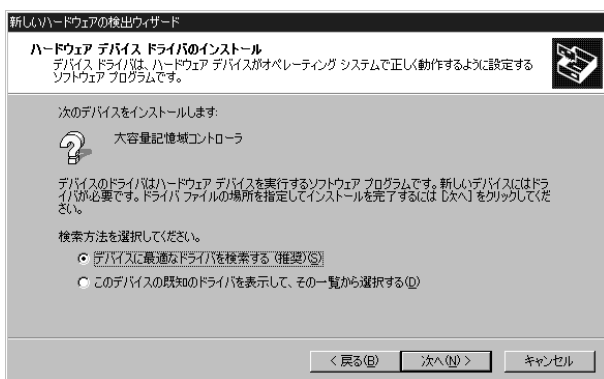 新しいハードウェアの検出ウィザード
ハードウェア デバイス ドライバのインストール
デバイス ドライバは、ハードウェア デバイスがオペレーティング システムで正しく動作するように設定する
ソフトウェア プログラムです。
次のデバイスをインストールします:
大容量記憶域コントローラ
デバイスのドライバはハードウェア デバイスを実行するソフトウェア プログラムです。新しいデバイスにはドラ
イバが必要です。ドライバ ファイルの場所を指定してインストールを完了するには [次へ] をクリックしてくだ
さい。
検索方法を選択してください。
デバイスに最適なドライバを検索する (推奨)(S)
このデバイスの既知のドライバを表示して、その一覧から選択する(D)
< 戻る(B) 次へ(N) > キャンセル